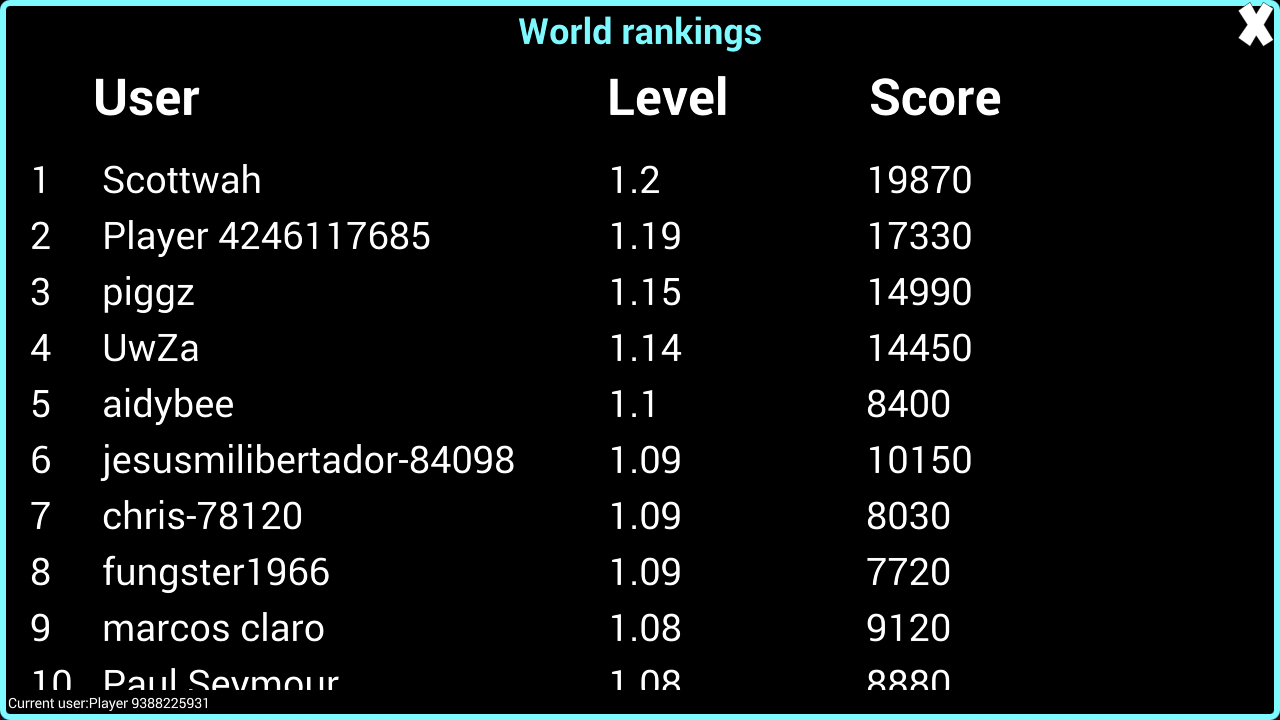 World rankings
User Level Score
1 Scottwah 1.2 19870
2 Player 4246117685 1.19 17330
3 piggz 1.15 14990
4 UwZa 1.14 14450
5 aidybee 1.1 8400
6 jesusmilibertador-84098 1.09 10150
7 chris-78120 1.09 8030
8 fungster1966 1.09 7720
9 marcos claro 1.08 9120
10 Paul Seymour 1.08 8880
Current user:Player 9388225931